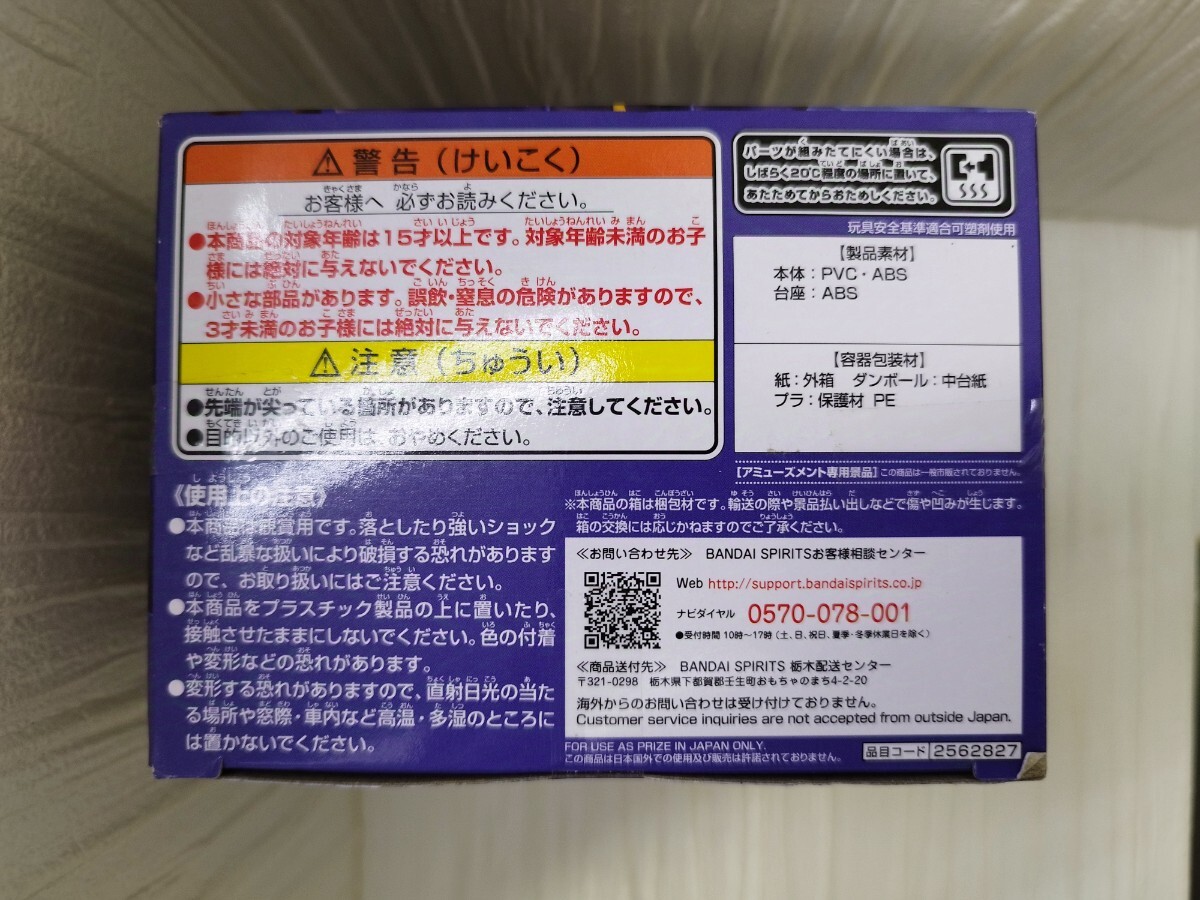 ⚠警告(けいこく)
お客様へ 必ずお読みください。
●本商品の対象年齢は15才以上です。対象年齢未満のお子
様には絶対に与えないでください。
●小さな部品があります。誤飲・窒息の危険がありますので、
3才未満のお子様には絶対に与えないでください。
⚠注意(ちゅうい)
●先端が尖っている箇所がありますので、注意してください。
●目的以外のご使用は、おやめください。
《使用上の注意》
●本商品は観賞用です。落としたり強いショック
など乱暴な扱いにより破損する恐れがあります
ので、お取り扱いにはご注意ください。
●本商品をプラスチック製品の上に置いたり、
接触させたままにしないでください。色の付着
や変形などの恐れがあります。
●変形する恐れがありますので、直射日光の当た
る場所や窓際・車内など高温・多湿のところに
は置かないでください。
パーツが組みたてにくい場合は、
しばらく20℃程度の場所に置いて、
あたためてからおためしください。
玩具安全基準適合可塑剤使用
【製品素材】
本体:PVC・ABS
台座:ABS
【容器包装材】
紙:外箱 ダンボール:中台紙
プラ:保護材 PE
【アミューズメント専用景品】この商品は一般市販されておりません。
※本商品の箱は梱包材です。輸送の際や景品払い出しなどで傷や凹みが生じます。
箱の交換には応じかねますのでご了承ください。
≪お問い合わせ先≫ BANDAI SPIRITSお客様相談センター
Web http://support.bandaispirits.co.jp
ナビダイヤル 0570-078-001
●受付時間 10時〜17時(土、日、祝日、夏季・冬季休業日を除く)
≪商品送付先≫ BANDAI SPIRITS 栃木配送センター
〒321-0298 栃木県下都賀郡壬生町おもちゃのまち4-2-20
海外からのお問い合わせは受け付けておりません。
Customer service inquiries are not accepted from outside Japan.
FOR USE AS PRIZE IN JAPAN ONLY.
この商品は日本国外での使用及び販売は許諾されておりません。
品目コード 2562827